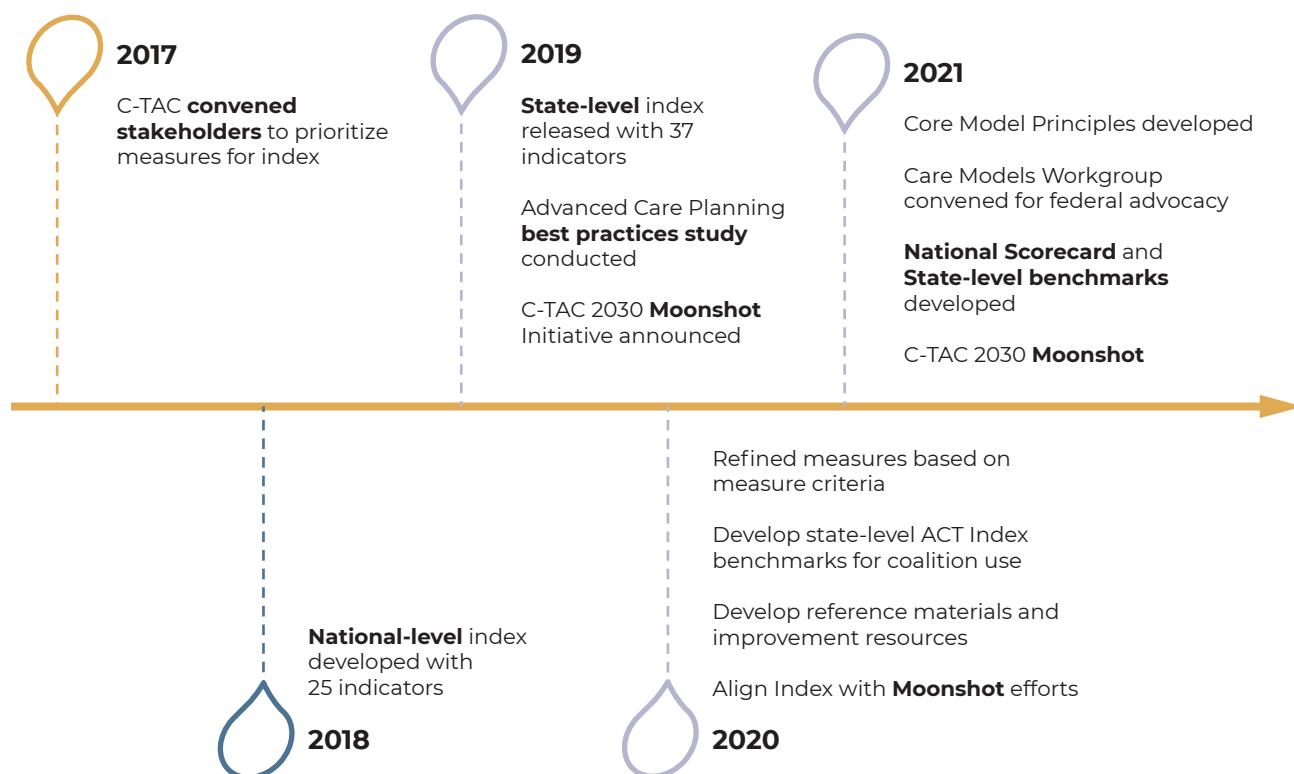 2017
C-TAC convened
stakeholders to prioritize
measures for index
2019
State-level index
released with 37
indicators
Advanced Care Planning
best practices study
conducted
C-TAC 2030 Moonshot
Initiative announced
2021
Core Model Principles developed
Care Models Workgroup
convened for federal advocacy
National Scorecard and
State-level benchmarks
developed
C-TAC 2030 Moonshot
National-level index
developed with
25 indicators
2018
Refined measures based on
measure criteria
Develop state-level ACT Index
benchmarks for coalition use
Develop reference materials and
improvement resources
Align Index with Moonshot efforts
2020